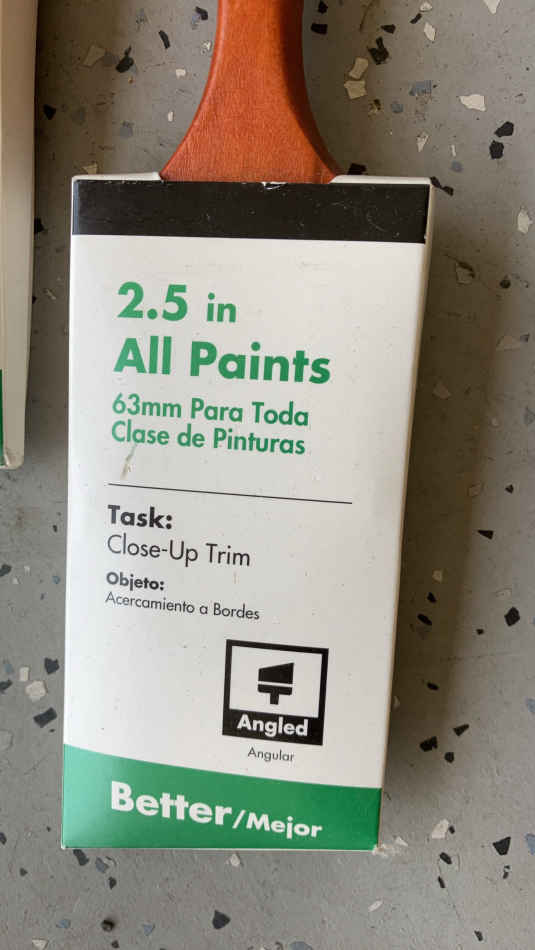 2.5 in
All Paints
63mm Para Toda
Clase de Pinturas
Task:
Close-Up Trim
Objeto:
Acercamiento a Bordes
Angled
Angular
Better/Mejor